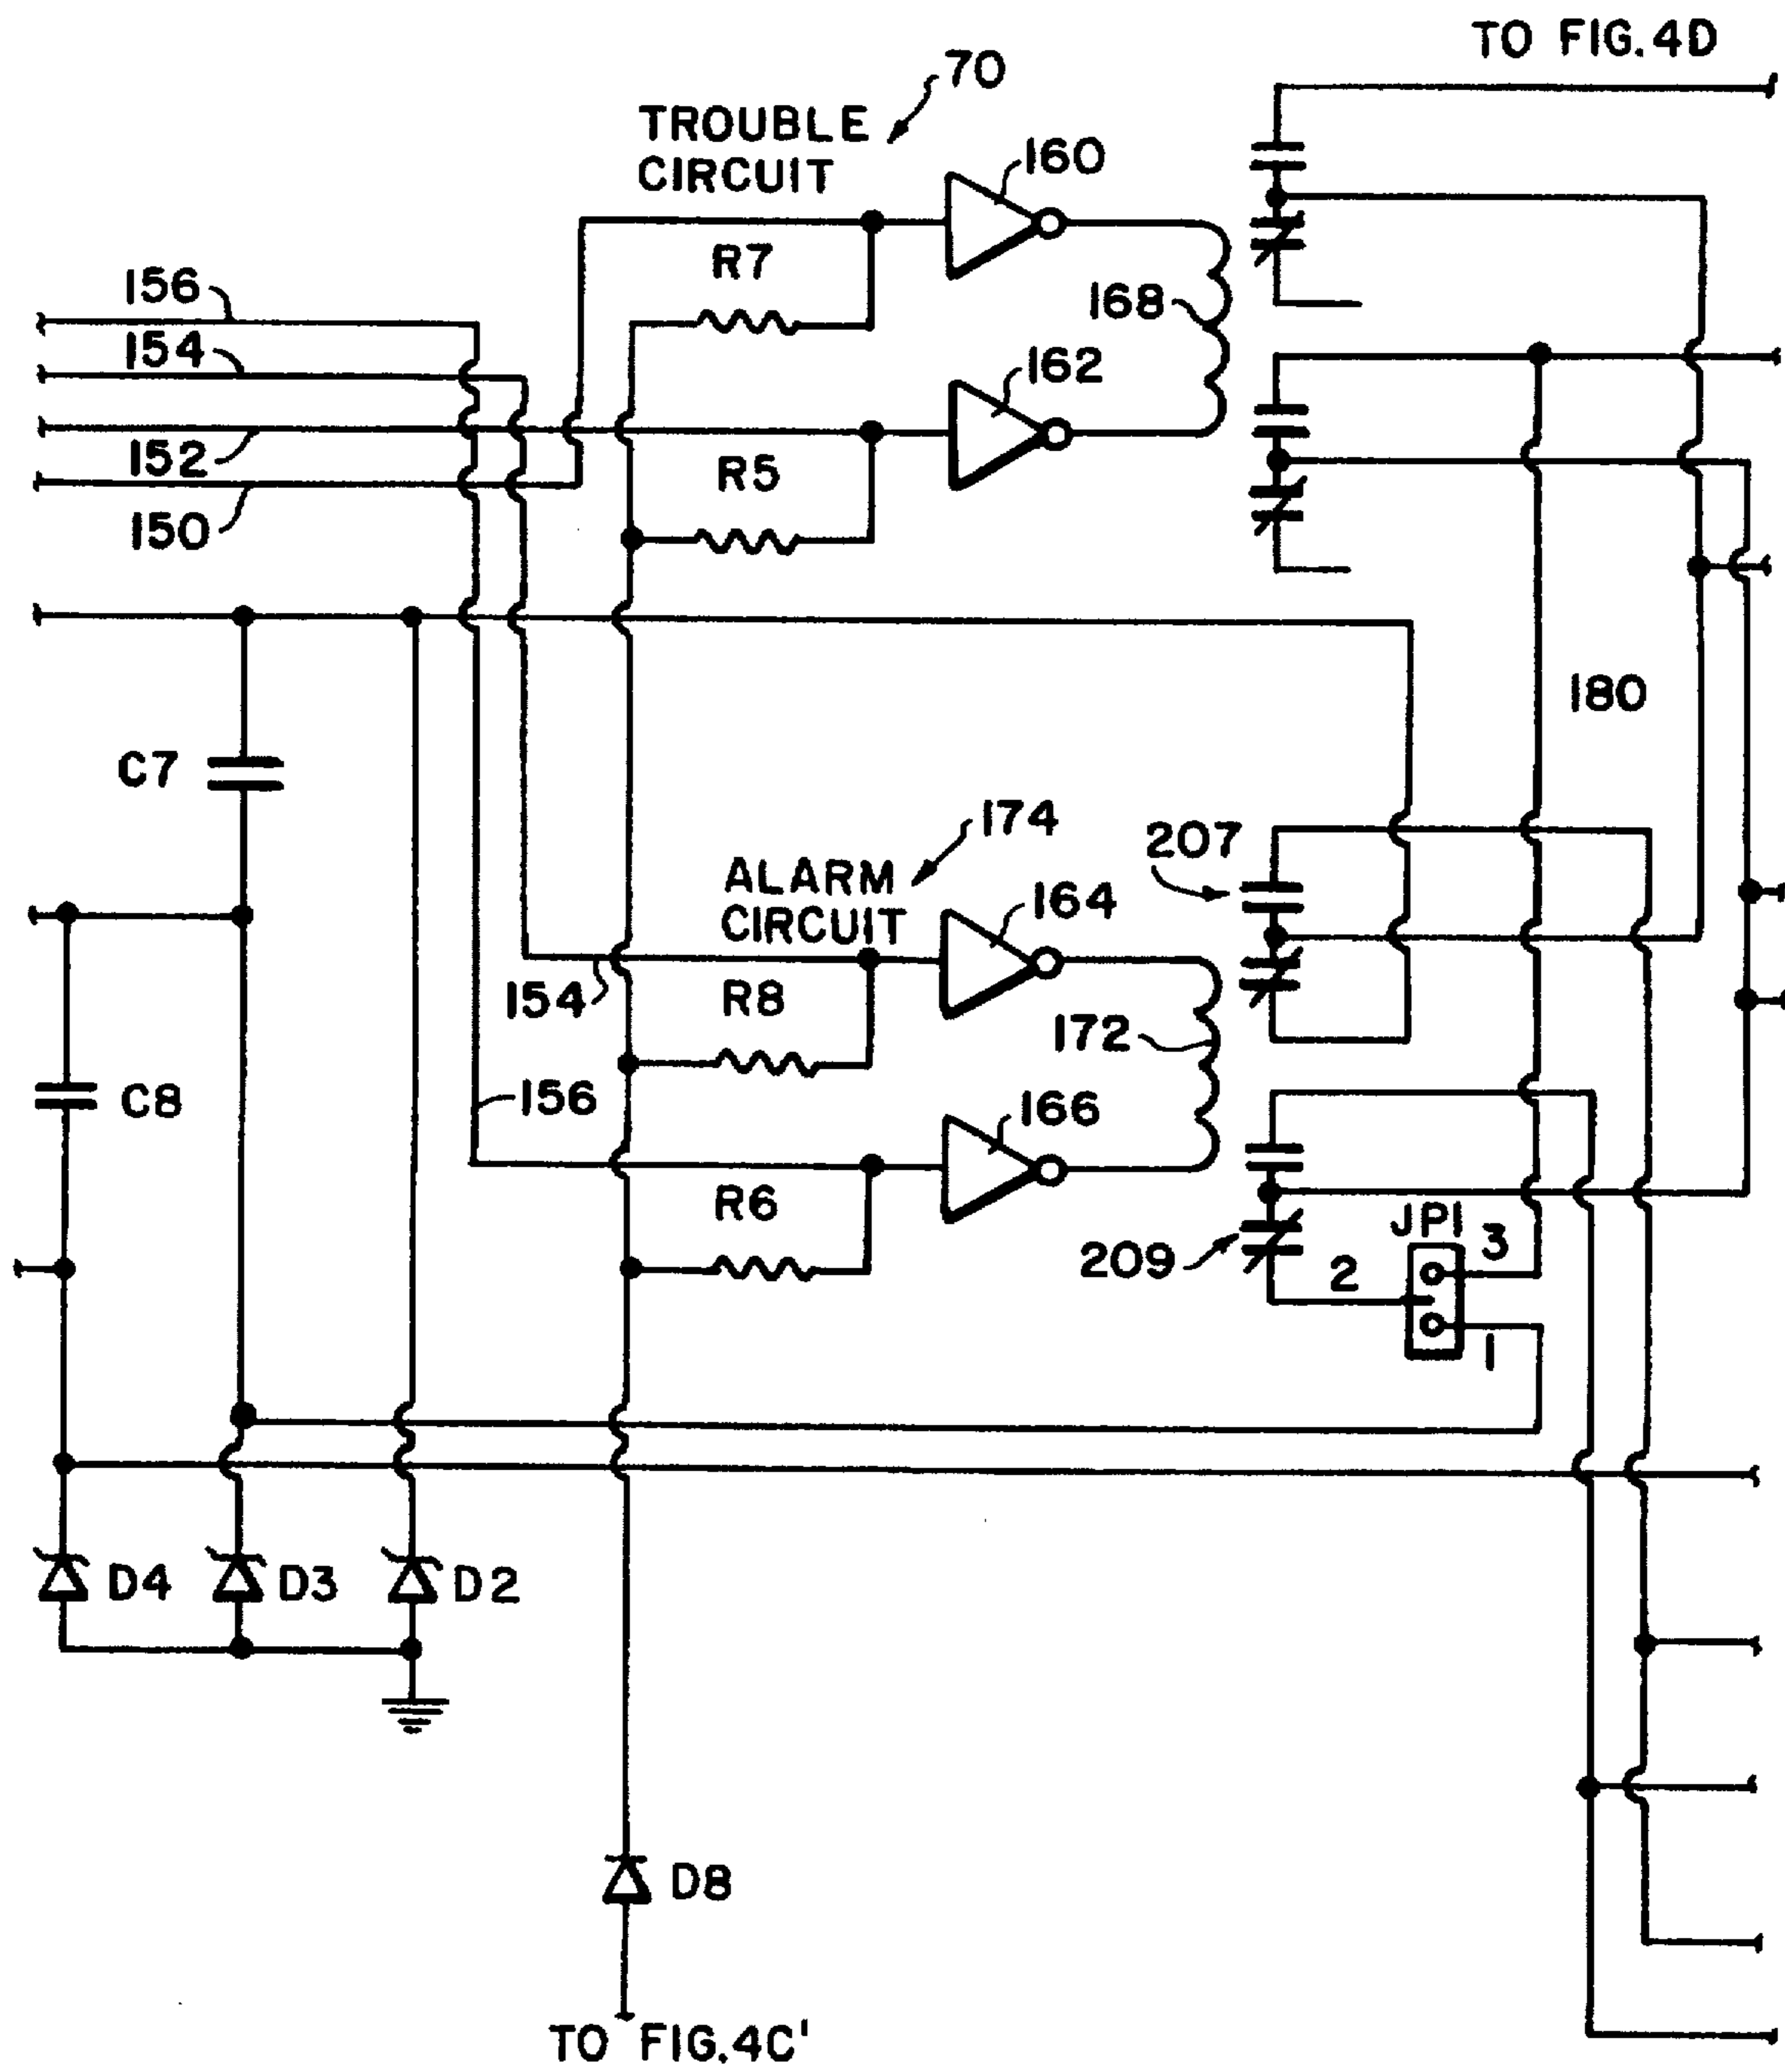 TO FIG.4D
70
TROUBLE
CIRCUIT
160
R7
156
168
154
162
152
R5
150
180
C7
174
207
ALARM
CIRCUIT
164
154
R8
172
C8
156
166
R6
JP1
3
209
2
1
D4
D3
D2
D8
TO FIG.4C'